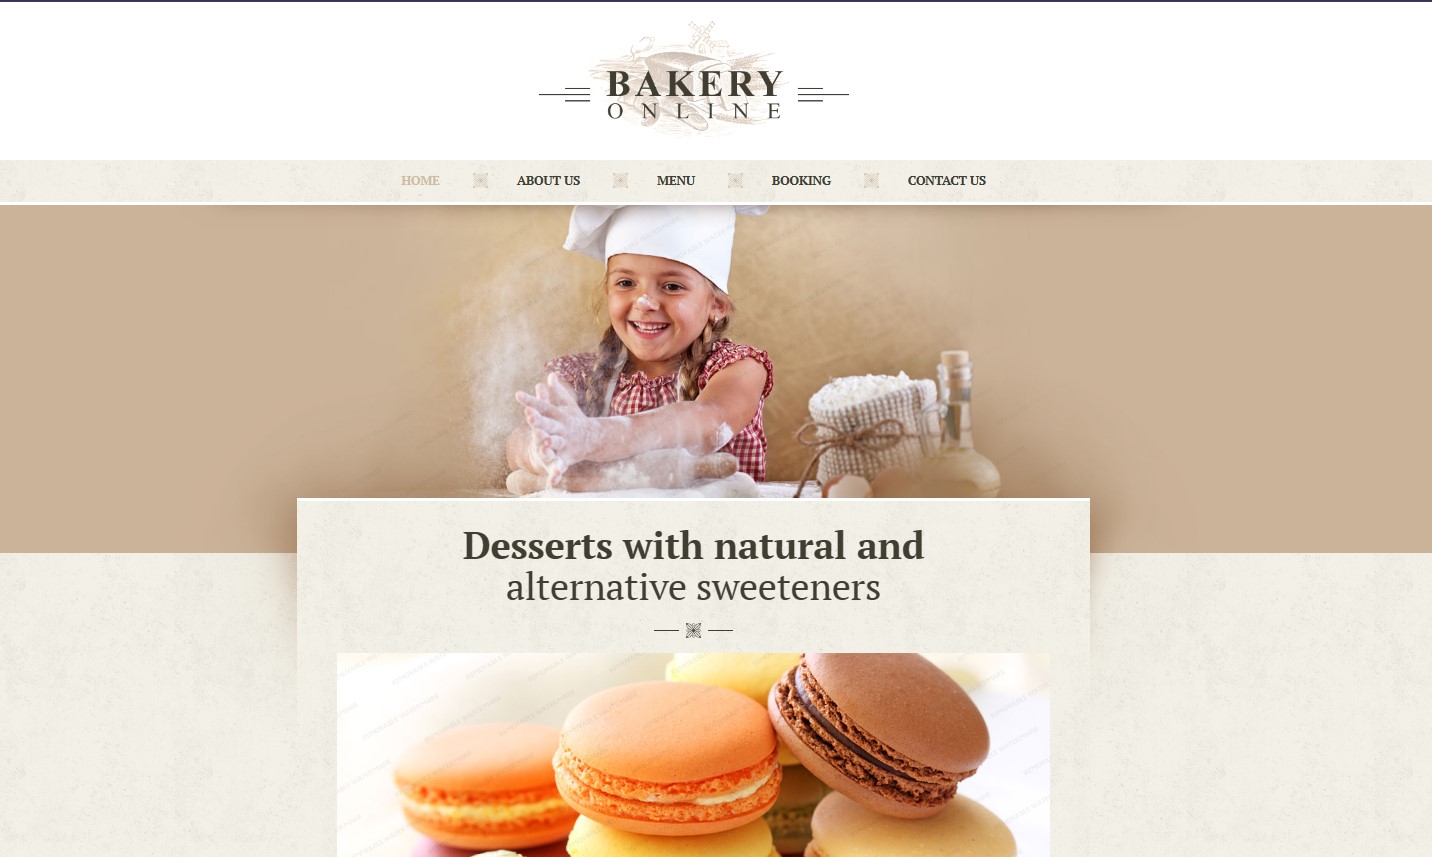 BAKERY
ONLINE
HOME
ABOUT US
MENU
BOOKING
CONTACT US
Desserts with natural and
alternative sweeteners